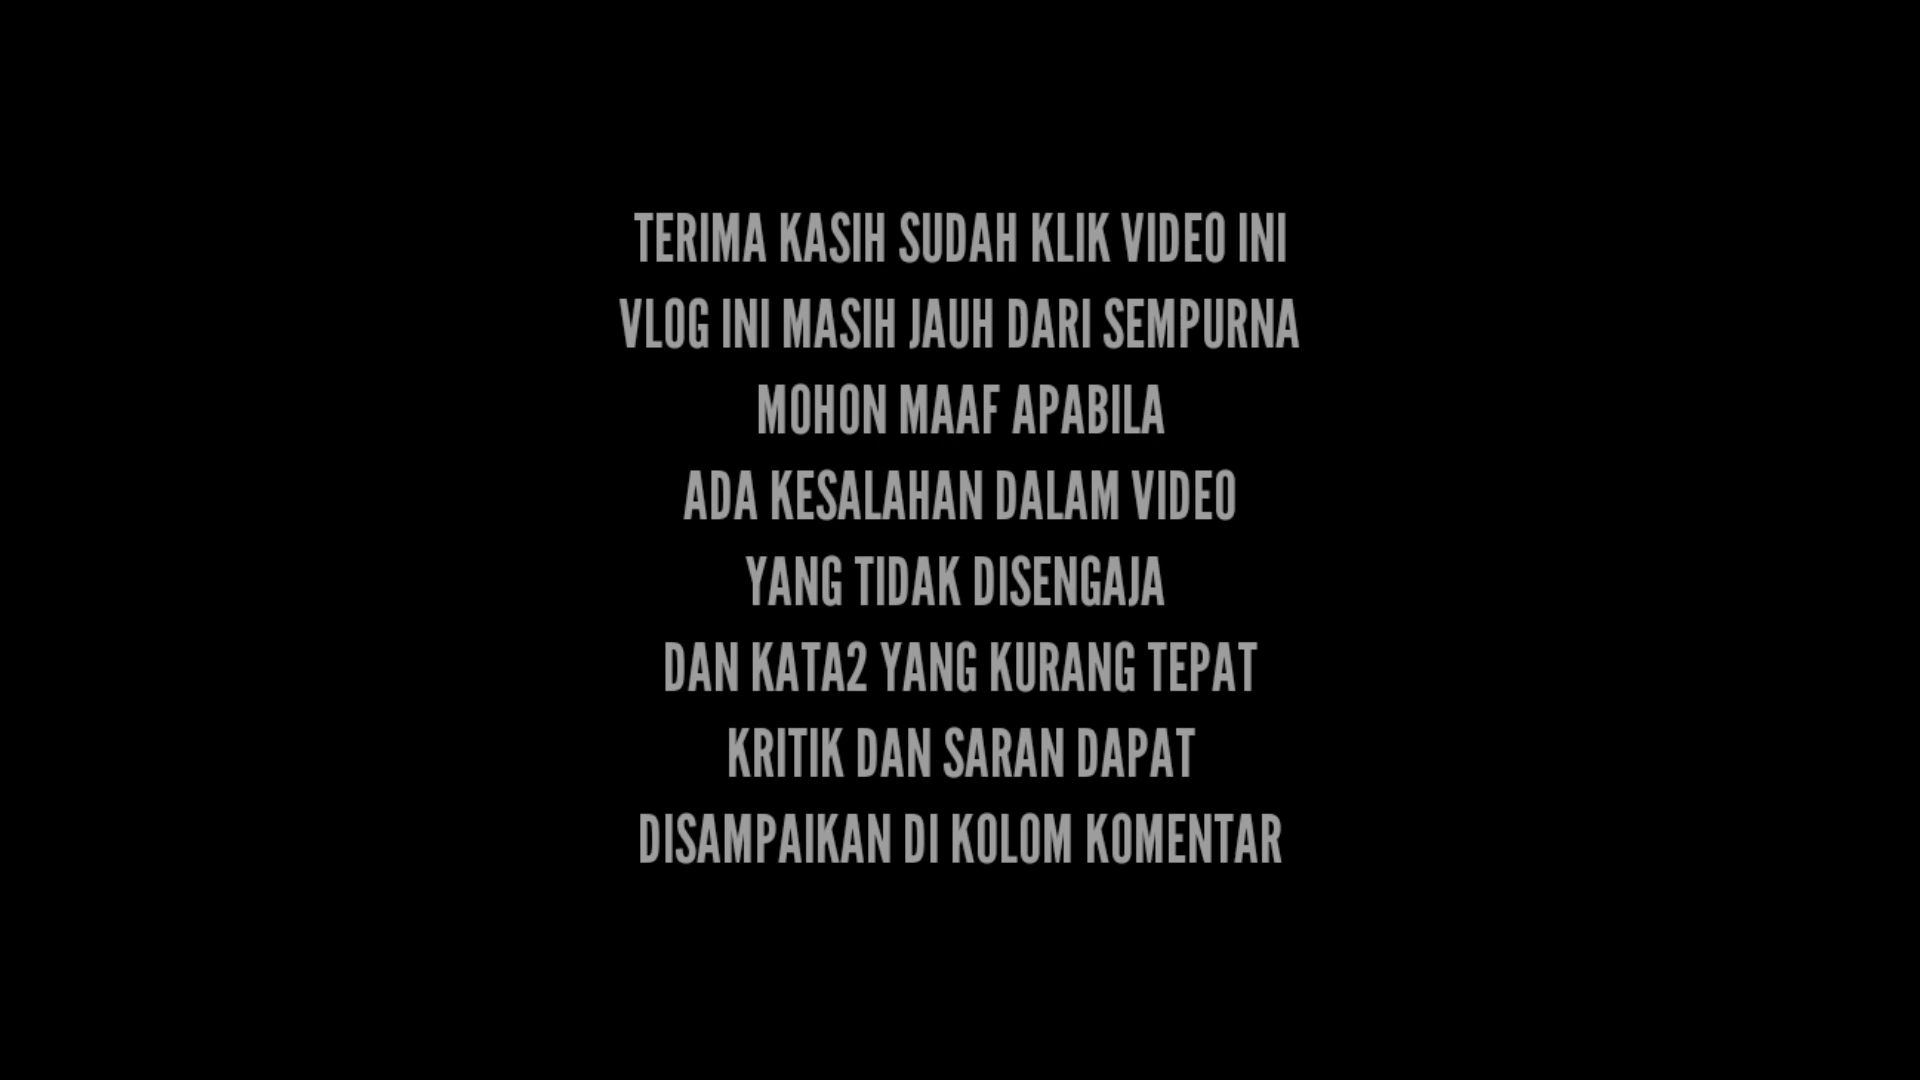 TERIMA KASIH SUDAH KLIK VIDEO INI
VLOG INI MASIH JAUH DARI SEMPURNA
MOHON MAAF APABILA
ADA KESALAHAN DALAM VIDEO
YANG TIDAK DISENGAJA
DAN KATA2 YANG KURANG TEPAT
KRITIK DAN SARAN DAPAT
DISAMPAIKAN DI KOLOM KOMENTAR